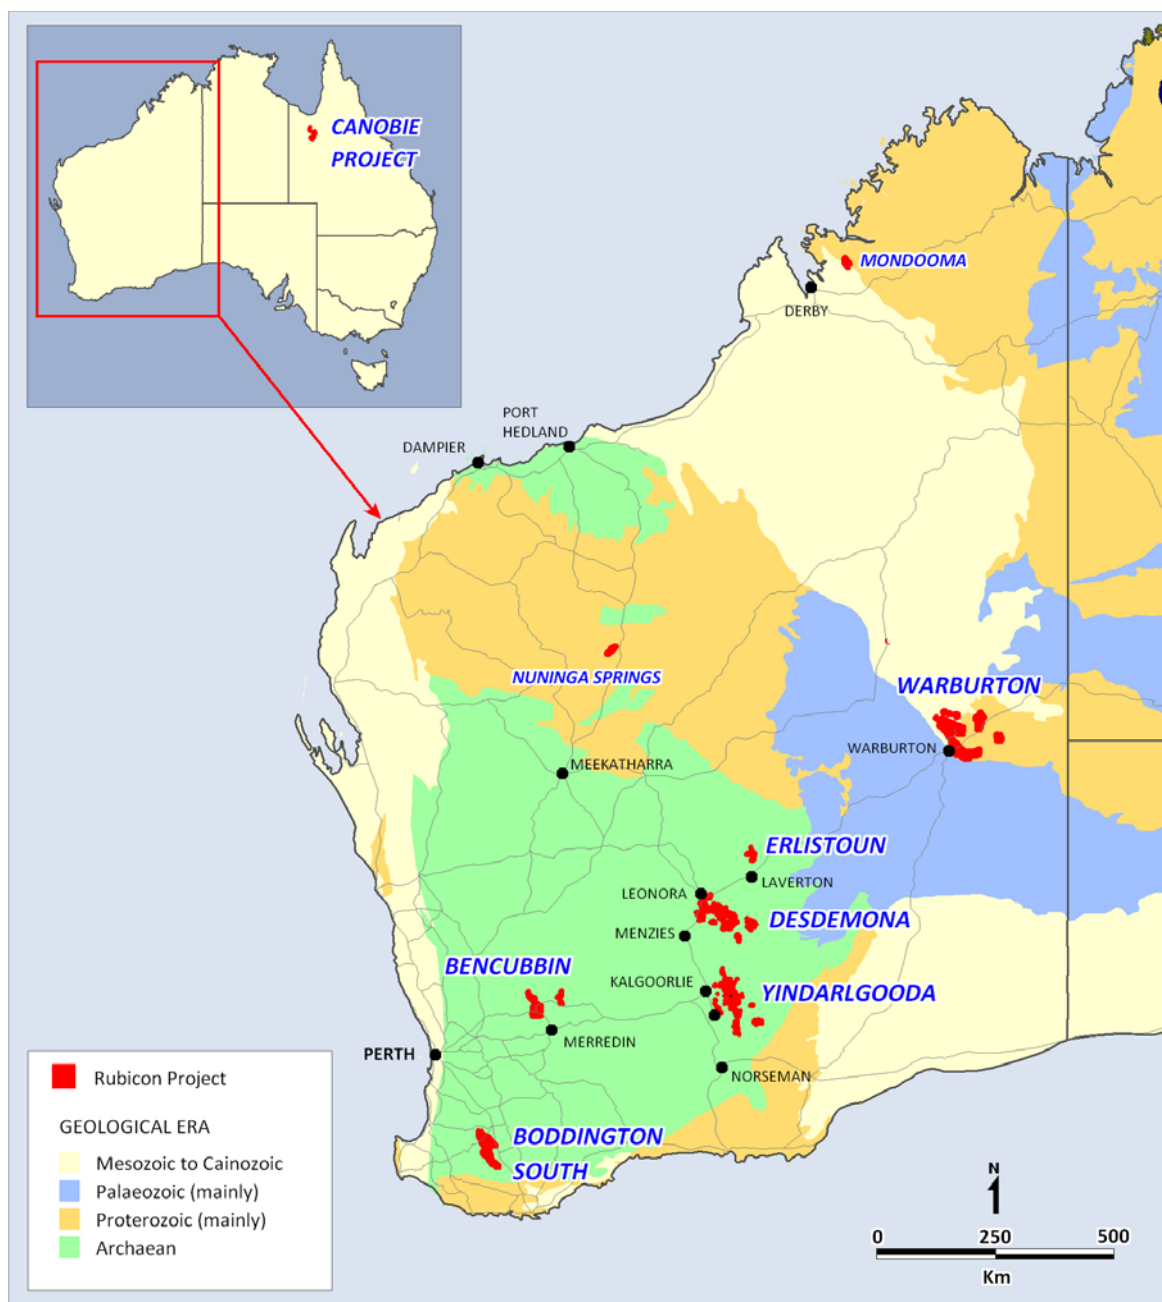 CANOBIE
PROJECT
MONDOOMA
DERBY
PORT
HEDLAND
DAMPIER
NUNINGA SPRINGS
WARBURTON
WARBURTON
MEEKATHARRA
ERLISTOUN
LAVERTON
LEONORA
DESDEMONA
MENZIES
BENCUBBIN
KALGOORLIE
YINDARLGOODA
MERREDIN
PERTH
NORSEMAN
Rubicon Project
GEOLOGICAL ERA
Mesozoic to Cainozoic
Palaeozoic (mainly)
Proterozoic (mainly)
Archaean
BODDINGTON
SOUTH
N
0 250 500
Km